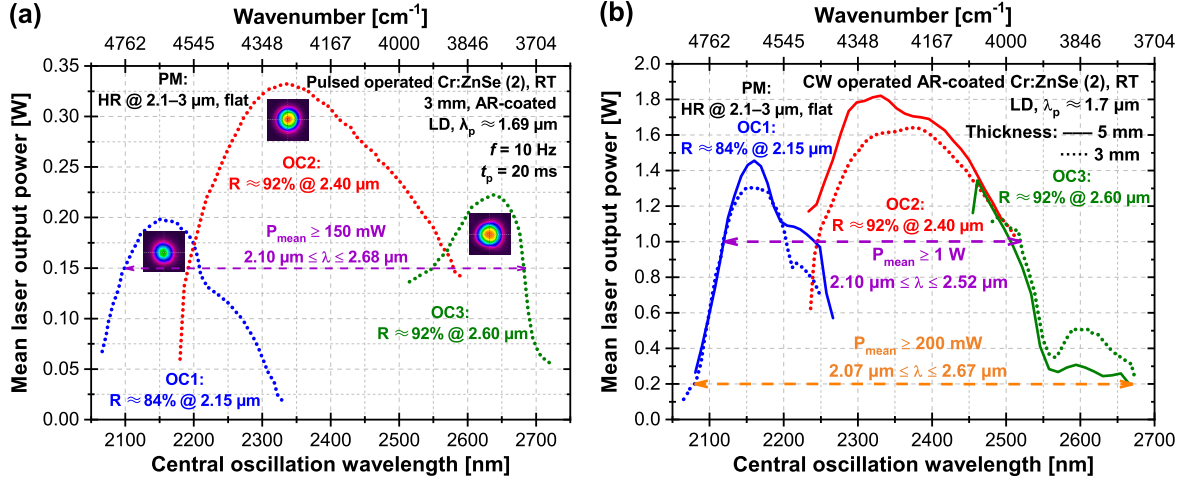 (a)
Wavenumber [cm⁻¹]
4762 4545 4348 4167 4000 3846 3704
0.35
0.30
0.25
0.20
0.15
0.10
0.05
0.00
Mean laser output power [W]
PM:
HR @ 2.1–3 µm, flat
Pulsed operated Cr:ZnSe (2), RT
3 mm, AR-coated
LD, λp ≈ 1.69 µm
f = 10 Hz
tp = 20 ms
OC2:
R ≈ 92% @ 2.40 µm
Pmean ≥ 150 mW
2.10 µm ≤ λ ≤ 2.68 µm
OC3:
R ≈ 92% @ 2.60 µm
OC1:
R ≈ 84% @ 2.15 µm
2100 2200 2300 2400 2500 2600 2700
Central oscillation wavelength [nm]
(b)
Wavenumber [cm⁻¹]
4762 4545 4348 4167 4000 3846 3704
2.0
1.8
1.6
1.4
1.2
1.0
0.8
0.6
0.4
0.2
0.0
Mean laser output power [W]
PM:
HR @ 2.1–3 µm, flat
CW operated AR-coated Cr:ZnSe (2), RT
LD, λp ≈ 1.7 µm
Thickness: 5 mm
3 mm
OC1:
R ≈ 84% @ 2.15 µm
OC3:
R ≈ 92% @ 2.60 µm
OC2:
R ≈ 92% @ 2.40 µm
Pmean ≥ 1 W
2.10 µm ≤ λ ≤ 2.52 µm
Pmean ≥ 200 mW
2.07 µm ≤ λ ≤ 2.67 µm
2100 2200 2300 2400 2500 2600 2700
Central oscillation wavelength [nm]